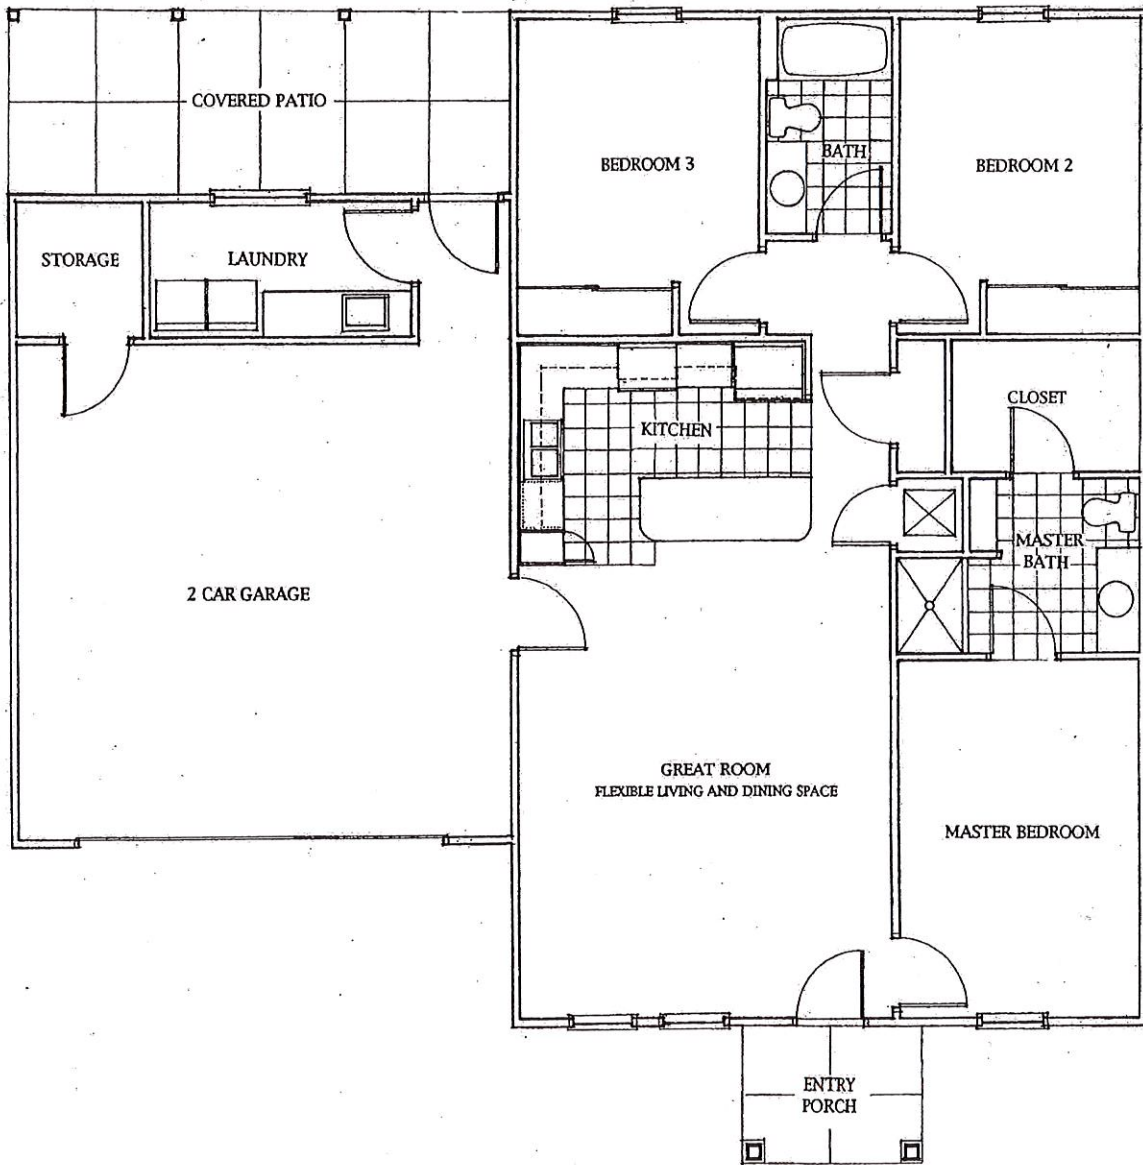 COVERED PATIO
BEDROOM 3
BATH
BEDROOM 2
STORAGE
LAUNDRY
CLOSET
KITCHEN
MASTER
BATH
2 CAR GARAGE
GREAT ROOM
FLEXIBLE LIVING AND DINING SPACE
MASTER BEDROOM
ENTRY
PORCH